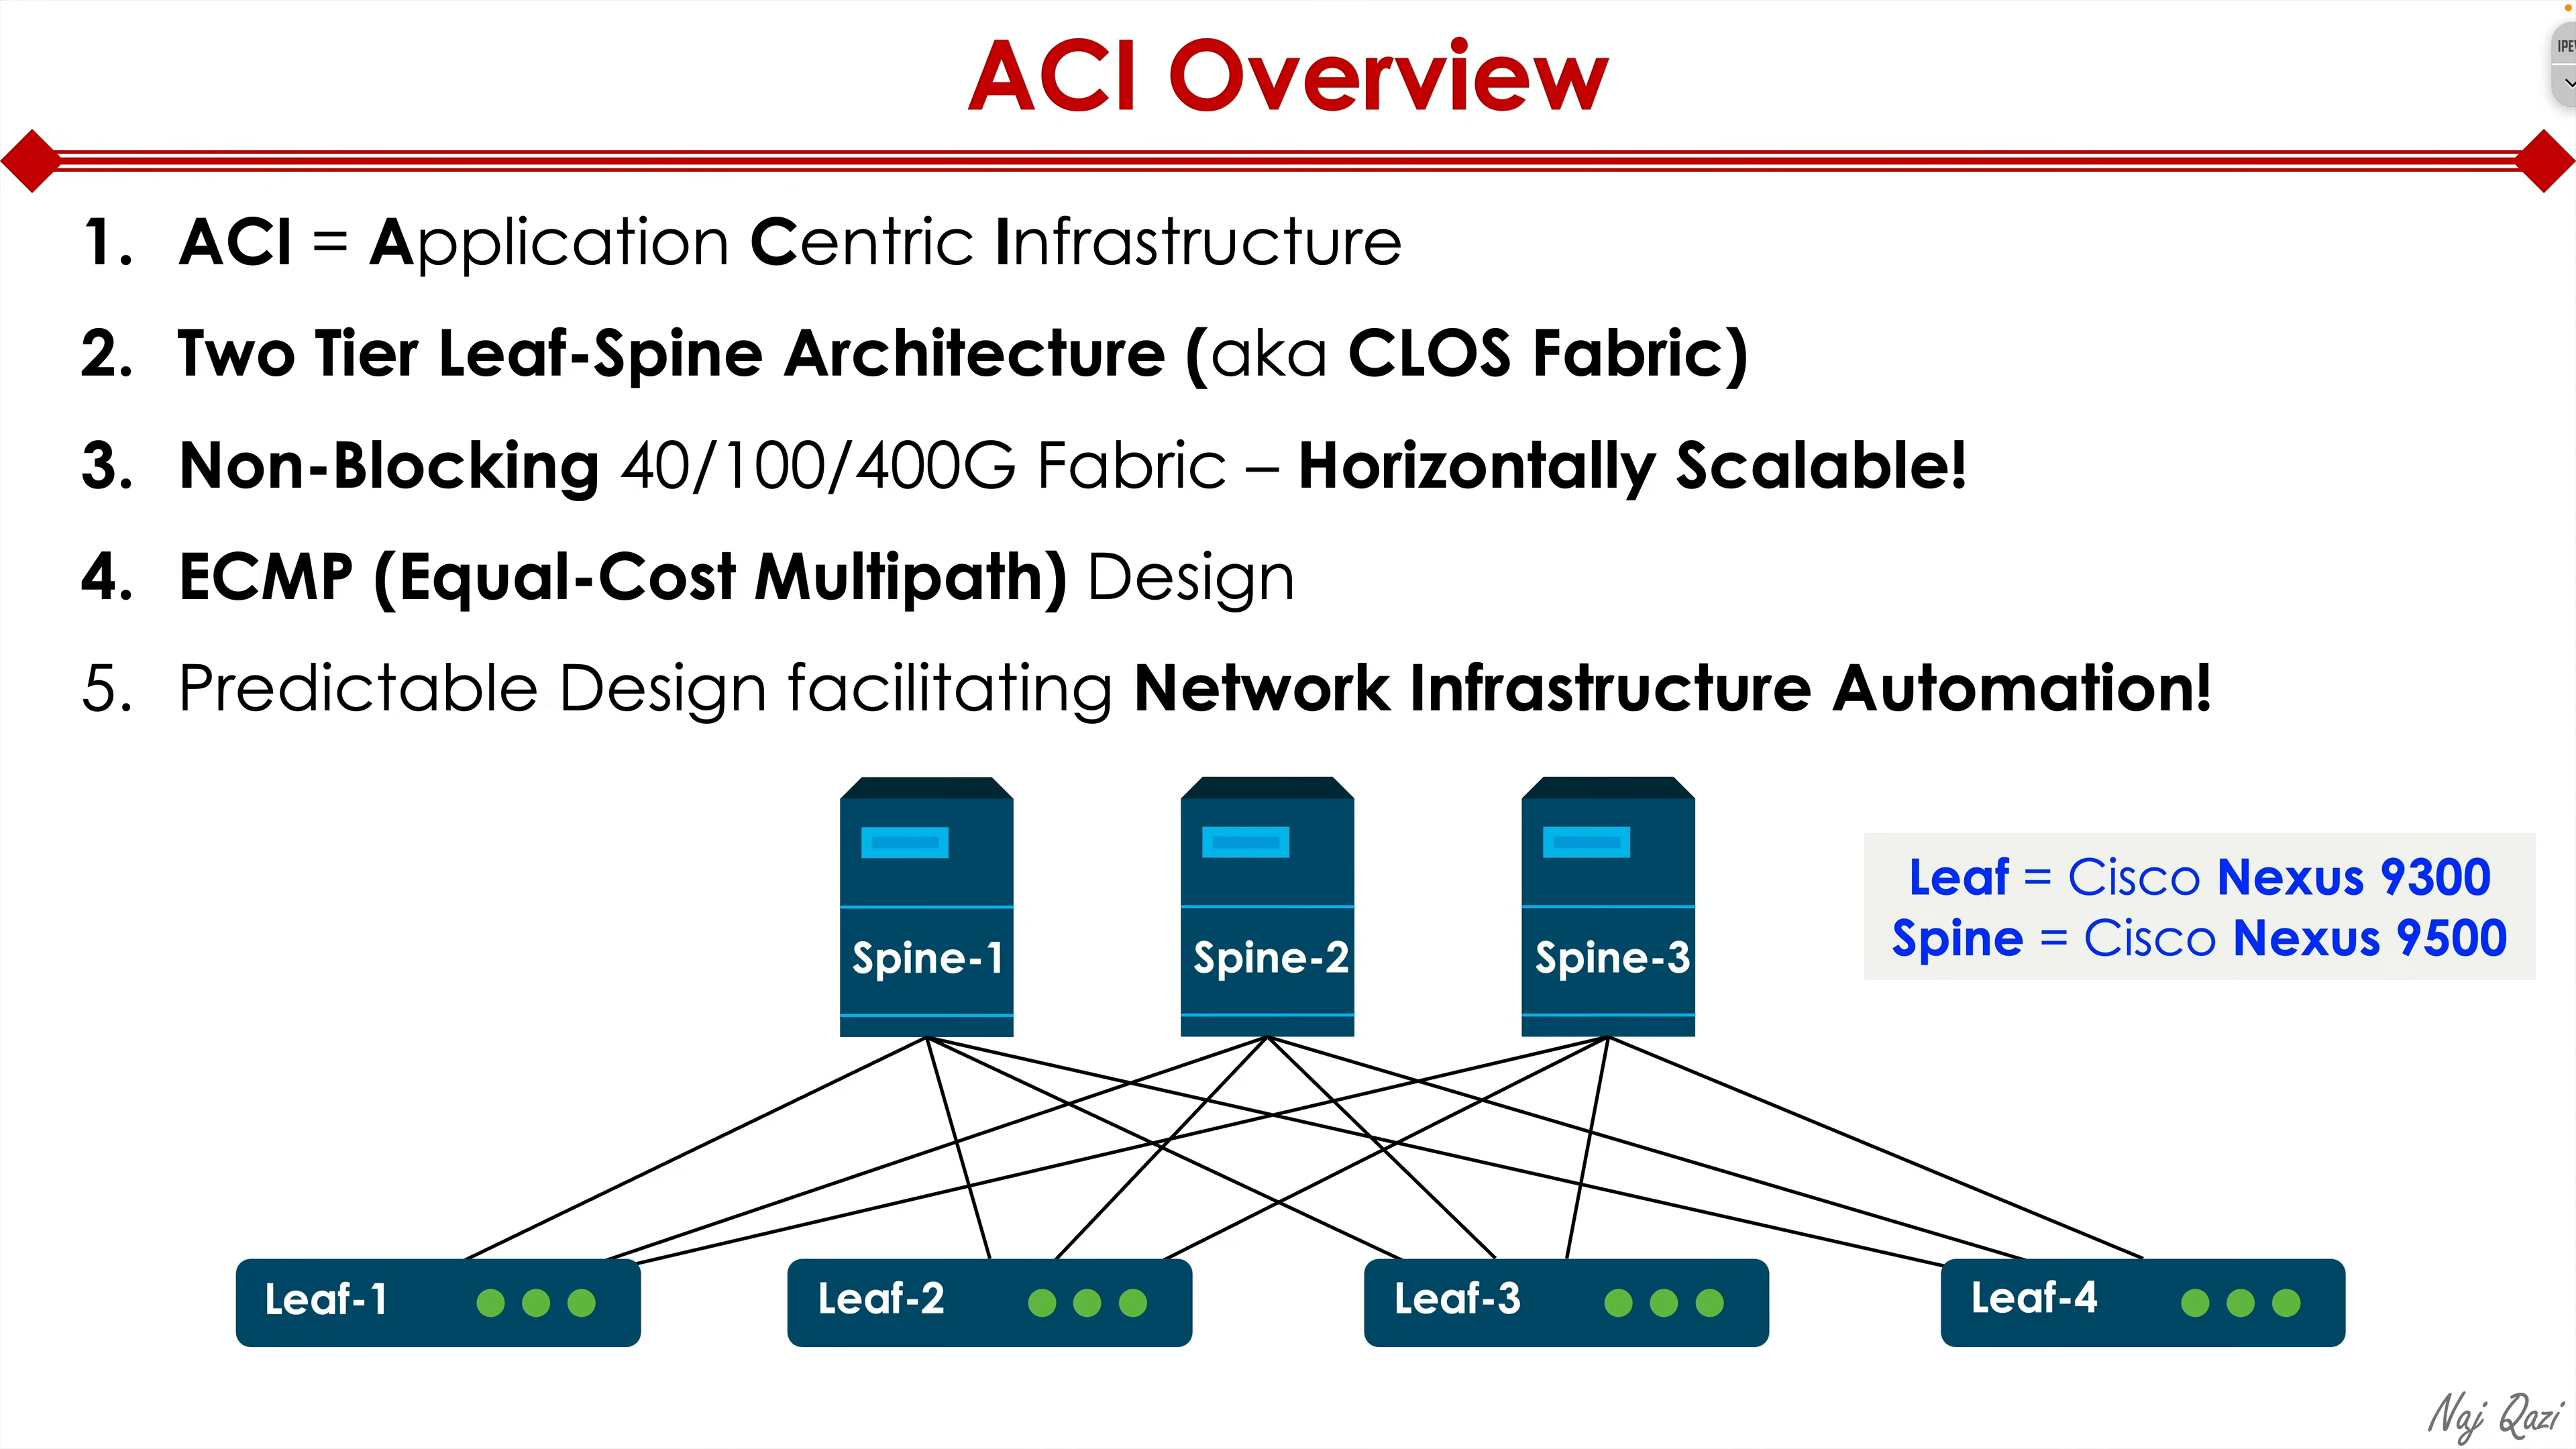 ACI Overview
1. ACI = Application Centric Infrastructure
2. Two Tier Leaf-Spine Architecture (aka CLOS Fabric)
3. Non-Blocking 40/100/400G Fabric – Horizontally Scalable!
4. ECMP (Equal-Cost Multipath) Design
5. Predictable Design facilitating Network Infrastructure Automation!
Spine-1
Spine-2
Spine-3
Leaf = Cisco Nexus 9300
Spine = Cisco Nexus 9500
Leaf-1
Leaf-2
Leaf-3
Leaf-4
Naj Qazi